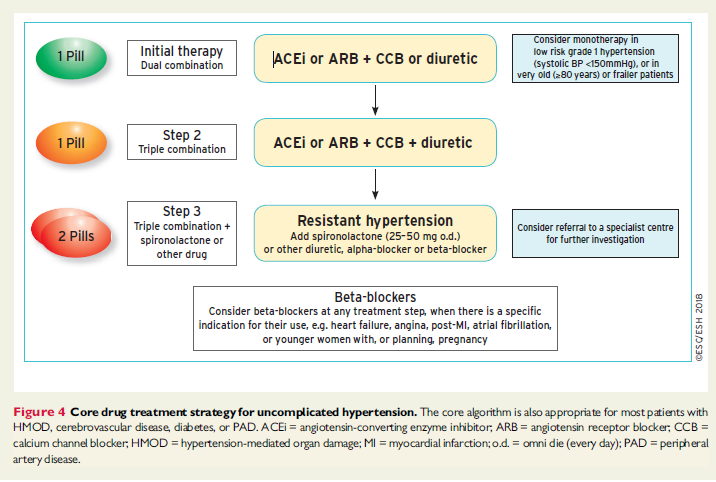 1 Pill
Initial therapy
Dual combination
ACEi or ARB + CCB or diuretic
Consider monotherapy in
low risk grade 1 hypertension
(systolic BP <150mmHg), or in
very old (≥80 years) or frailer patients
1 Pill
Step 2
Triple combination
ACEi or ARB + CCB + diuretic
2 Pills
Step 3
Triple combination +
spironolactone or
other drug
Resistant hypertension
Add spironolactone (25–50 mg o.d.)
or other diuretic, alpha-blocker or beta-blocker
Consider referral to a specialist centre
for further investigation
Beta-blockers
Consider beta-blockers at any treatment step, when there is a specific
indication for their use, e.g. heart failure, angina, post-MI, atrial fibrillation,
or younger women with, or planning, pregnancy
©ESC/ESH 2018
Figure 4 Core drug treatment strategy for uncomplicated hypertension. The core algorithm is also appropriate for most patients with
HMOD, cerebrovascular disease, diabetes, or PAD. ACEi = angiotensin-converting enzyme inhibitor; ARB = angiotensin receptor blocker; CCB =
calcium channel blocker; HMOD = hypertension-mediated organ damage; MI = myocardial infarction; o.d. = omni die (every day); PAD = peripheral
artery disease.